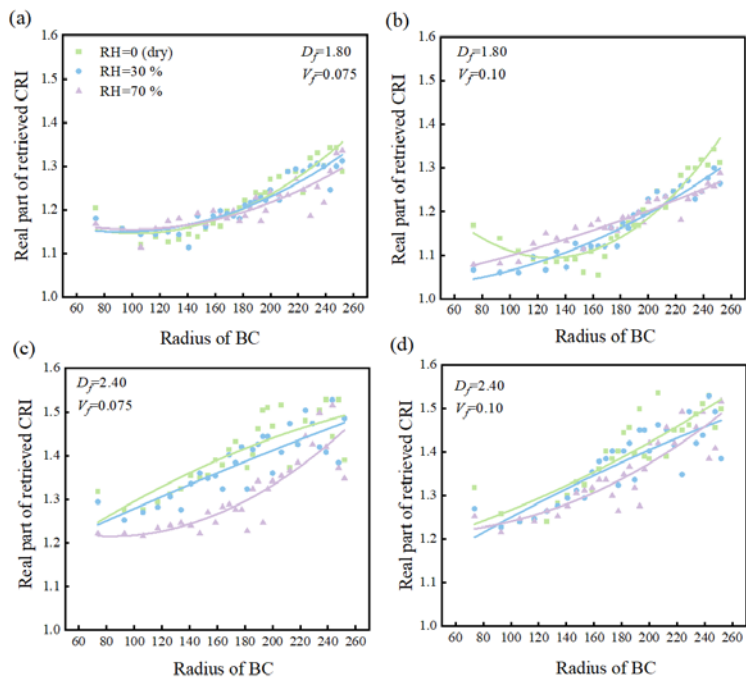 (a)
RH=0 (dry)
RH=30 %
RH=70 %
D_f=1.80
V_f=0.075
Real part of retrieved CRI
1.6
1.5
1.4
1.3
1.2
1.1
1.0
60 80 100 120 140 160 180 200 220 240 260
Radius of BC
(b)
D_f=1.80
V_f=0.10
Real part of retrieved CRI
1.6
1.5
1.4
1.3
1.2
1.1
1.0
60 80 100 120 140 160 180 200 220 240 260
Radius of BC
(c)
D_f=2.40
V_f=0.075
Real part of retrieved CRI
1.6
1.5
1.4
1.3
1.2
1.1
1.0
60 80 100 120 140 160 180 200 220 240 260
Radius of BC
(d)
D_f=2.40
V_f=0.10
Real part of retrieved CRI
1.6
1.5
1.4
1.3
1.2
1.1
1.0
60 80 100 120 140 160 180 200 220 240 260
Radius of BC